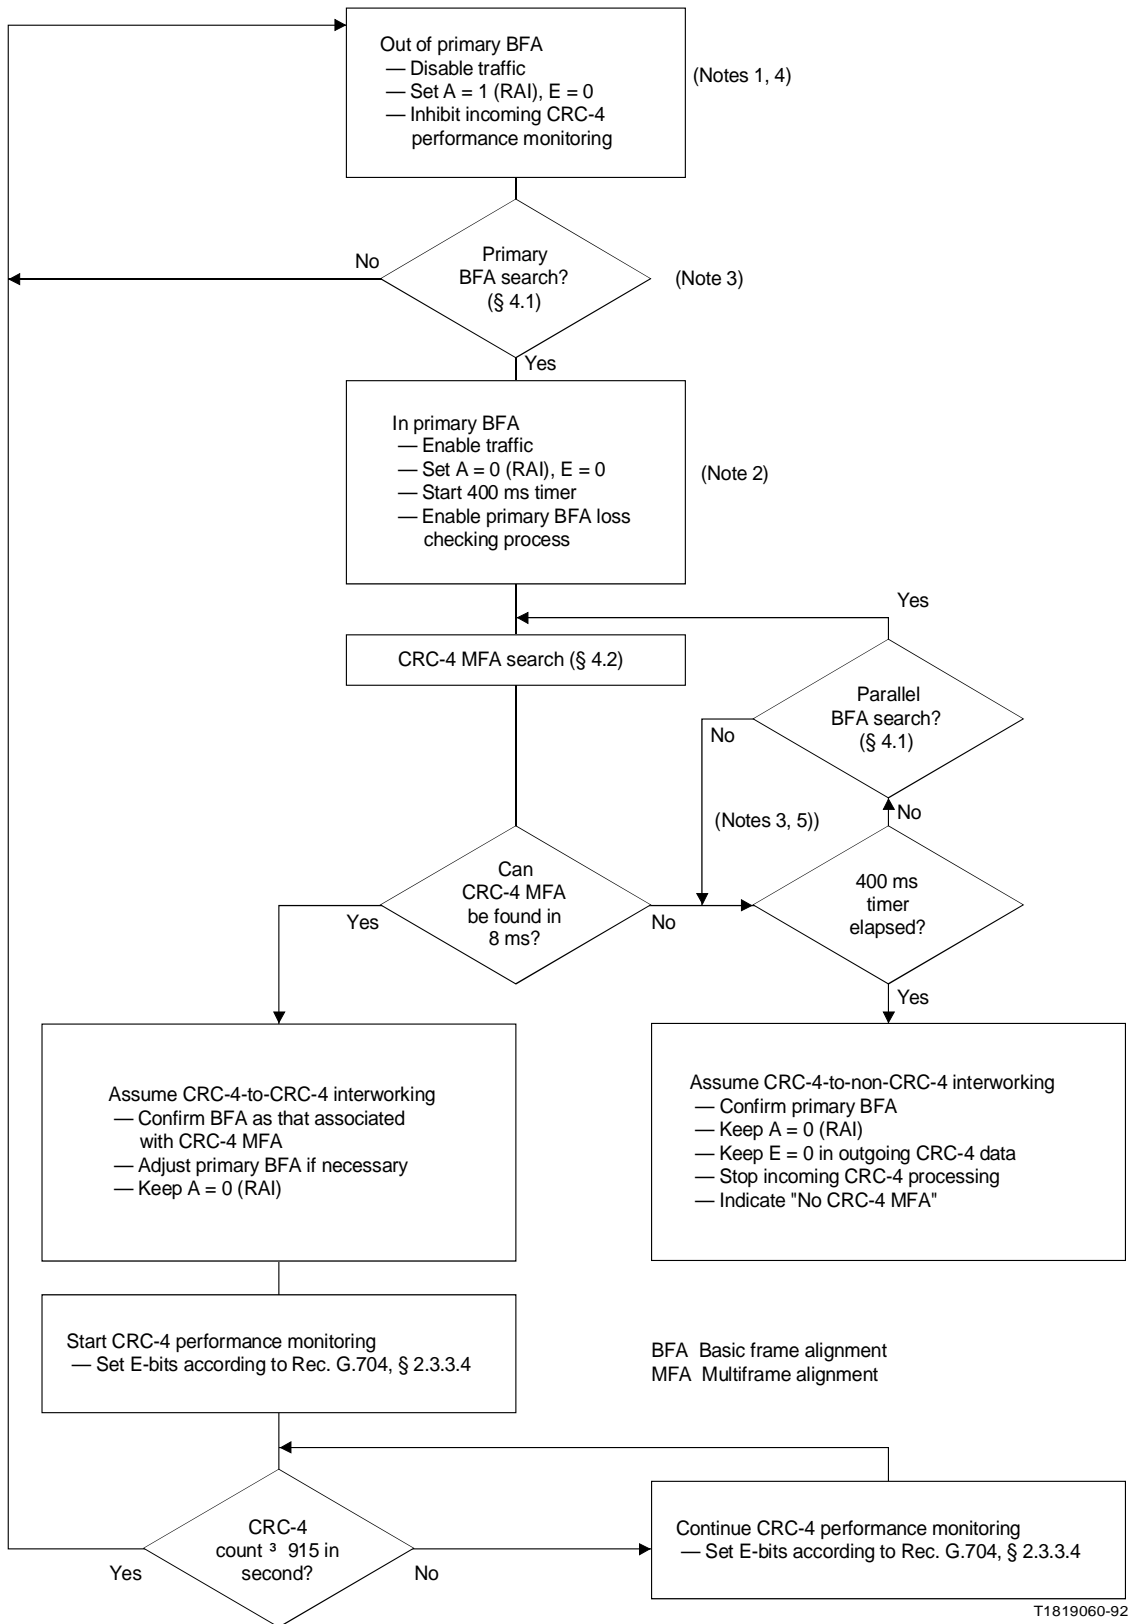 Out of primary BFA
— Disable traffic
— Set A = 1 (RAI), E = 0
— Inhibit incoming CRC-4
performance monitoring
(Notes 1, 4)
Primary
BFA search?
(§ 4.1)
No
(Note 3)
Yes
In primary BFA
— Enable traffic
— Set A = 0 (RAI), E = 0
— Start 400 ms timer
— Enable primary BFA loss
checking process
(Note 2)
Yes
CRC-4 MFA search (§ 4.2)
Parallel
BFA search?
(§ 4.1)
No
(Notes 3, 5))
No
Can
CRC-4 MFA
be found in
8 ms?
Yes
No
400 ms
timer
elapsed?
Yes
Assume CRC-4-to-CRC-4 interworking
— Confirm BFA as that associated
with CRC-4 MFA
— Adjust primary BFA if necessary
— Keep A = 0 (RAI)
Assume CRC-4-to-non-CRC-4 interworking
— Confirm primary BFA
— Keep A = 0 (RAI)
— Keep E = 0 in outgoing CRC-4 data
— Stop incoming CRC-4 processing
— Indicate "No CRC-4 MFA"
Start CRC-4 performance monitoring
— Set E-bits according to Rec. G.704, § 2.3.3.4
BFA Basic frame alignment
MFA Multiframe alignment
CRC-4
count ³ 915 in
second?
Yes
No
Continue CRC-4 performance monitoring
— Set E-bits according to Rec. G.704, § 2.3.3.4
T1819060-92